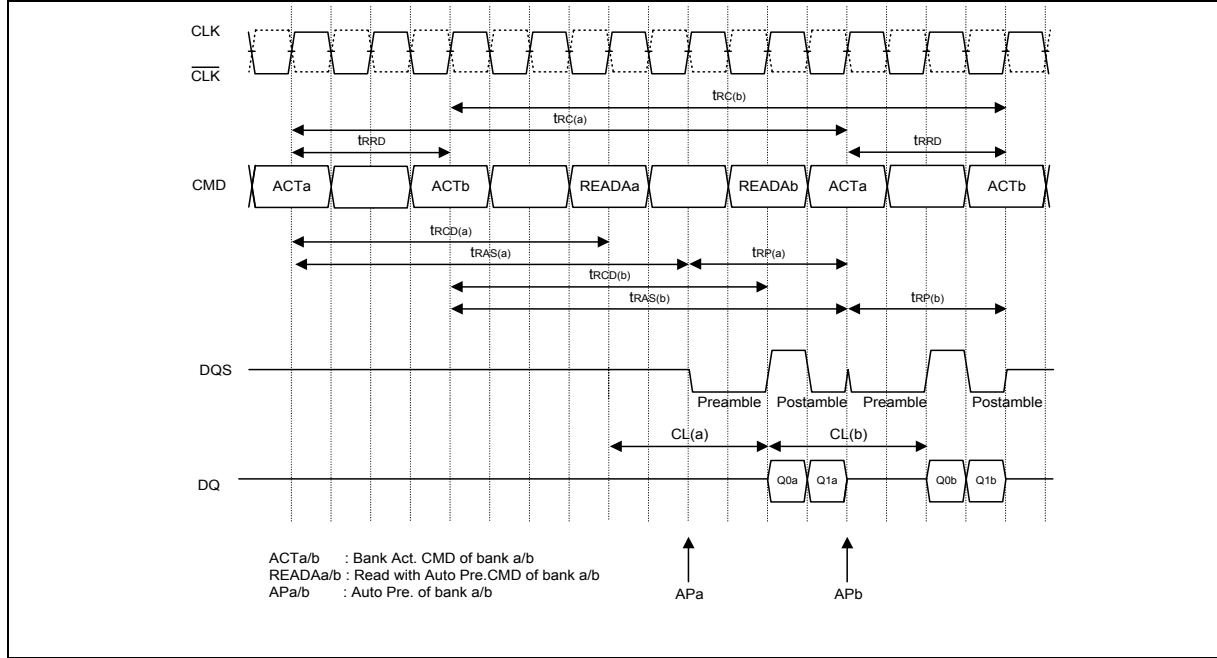 CLK
CLK
tRC(b)
tRC(a)
tRRD tRRD
CMD ACTa ACTb READAa READAb ACTa ACTb
tRCD(a)
tRAS(a) tRP(a)
tRCD(b)
tRAS(b) tRP(b)
DQS
Preamble Postamble Preamble Postamble
CL(a) CL(b)
DQ Q0a Q1a Q0b Q1b
ACTa/b : Bank Act. CMD of bank a/b
READAa/b : Read with Auto Pre.CMD of bank a/b
APa/b : Auto Pre. of bank a/b
APa APb